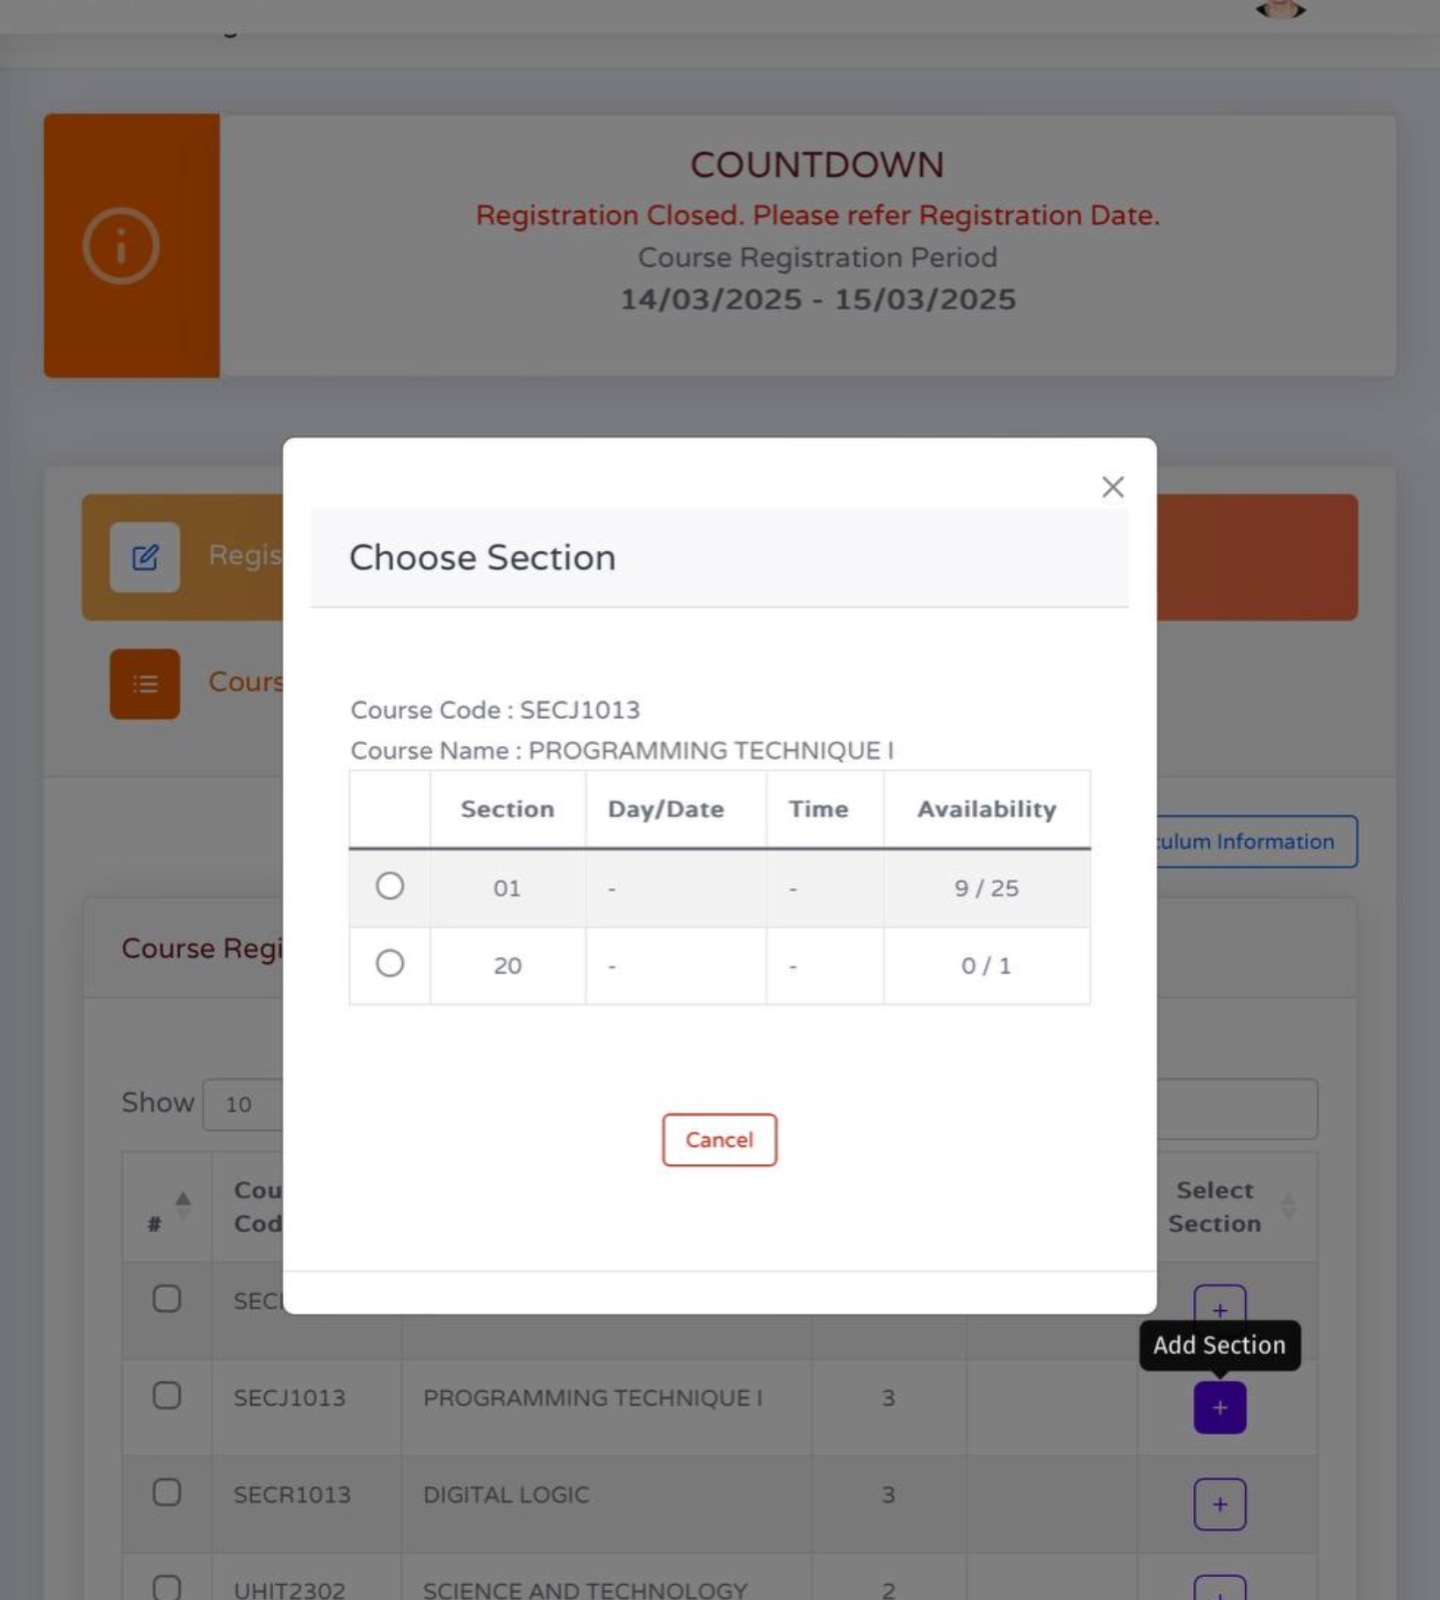 COUNTDOWN
Registration Closed. Please refer Registration Date.
Course Registration Period
14/03/2025 - 15/03/2025
Regis
Choose Section
Cours
Course Code : SECJ1013
Course Name : PROGRAMMING TECHNIQUE I
Section Day/Date Time Availability
culum Information
01 - - 9 / 25
Course Regi
20 - - 0 / 1
Show 10
Cancel
# Cou
Cod
Select
Section
SEC
+
Add Section
SECJ1013 PROGRAMMING TECHNIQUE I 3 +
SECR1013 DIGITAL LOGIC 3 +
UHIT2302 SCIENCE AND TECHNOLOGY 2 +